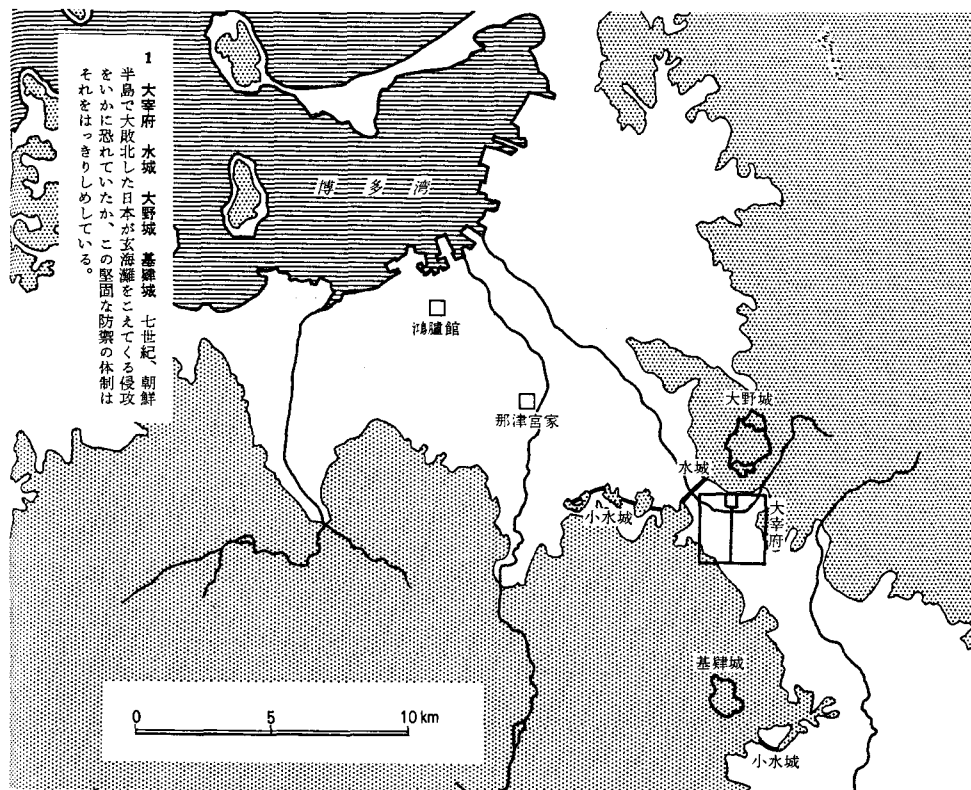 1 大宰府 水城 大野城 基肄城 七世紀、朝鮮
半島で大敗北した日本が玄海灘をこえてくる侵攻
をいかに恐れていたか、この堅固な防禦の体制は
それをはっきりしめしている。
博多湾
鴻臚館
那津宮家
大野城
水城
小水城
大宰府
基肄城
小水城
0 5 10 km